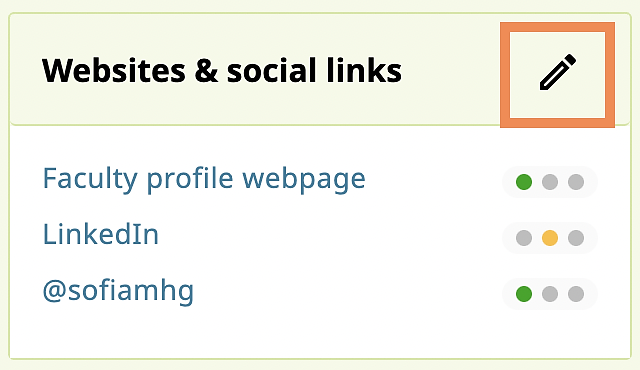 Websites & social links
Faculty profile webpage
LinkedIn
@sofiamhg